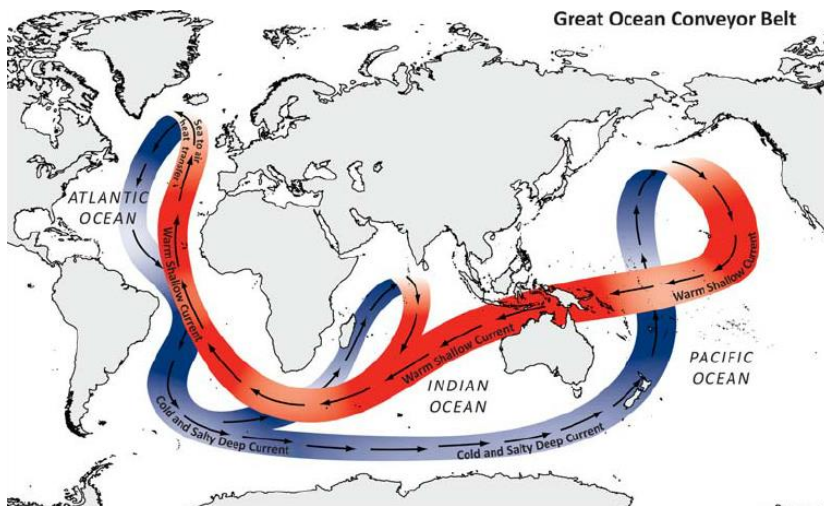 Great Ocean Conveyor Belt
Sea to air
heat transfer
ATLANTIC
OCEAN
Warm Shallow Current
Warm Shallow Current
Warm Shallow Current
INDIAN
OCEAN
PACIFIC
OCEAN
Cold and Salty Deep Current
Cold and Salty Deep Current